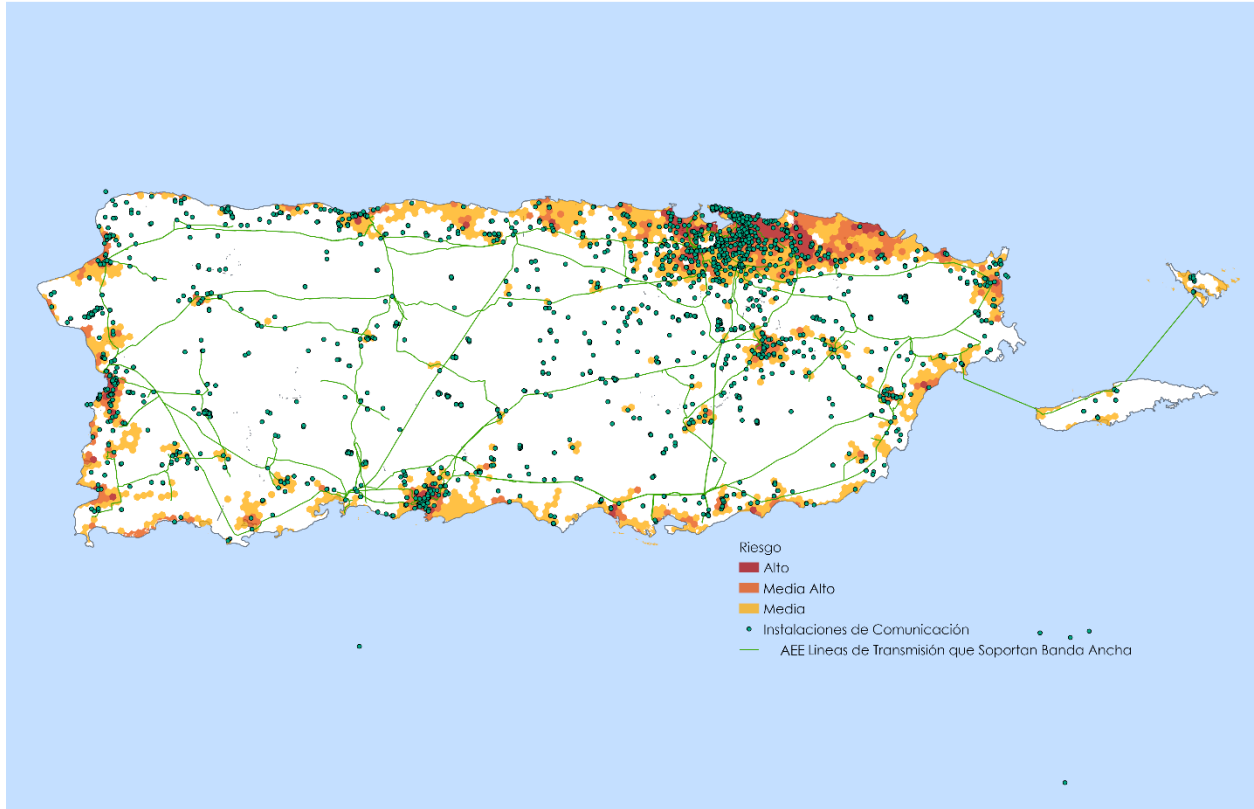 Riesgo
Alto
Media Alto
Media
Instalaciones de Comunicación
AEE Lineas de Transmisión que Soportan Banda Ancha